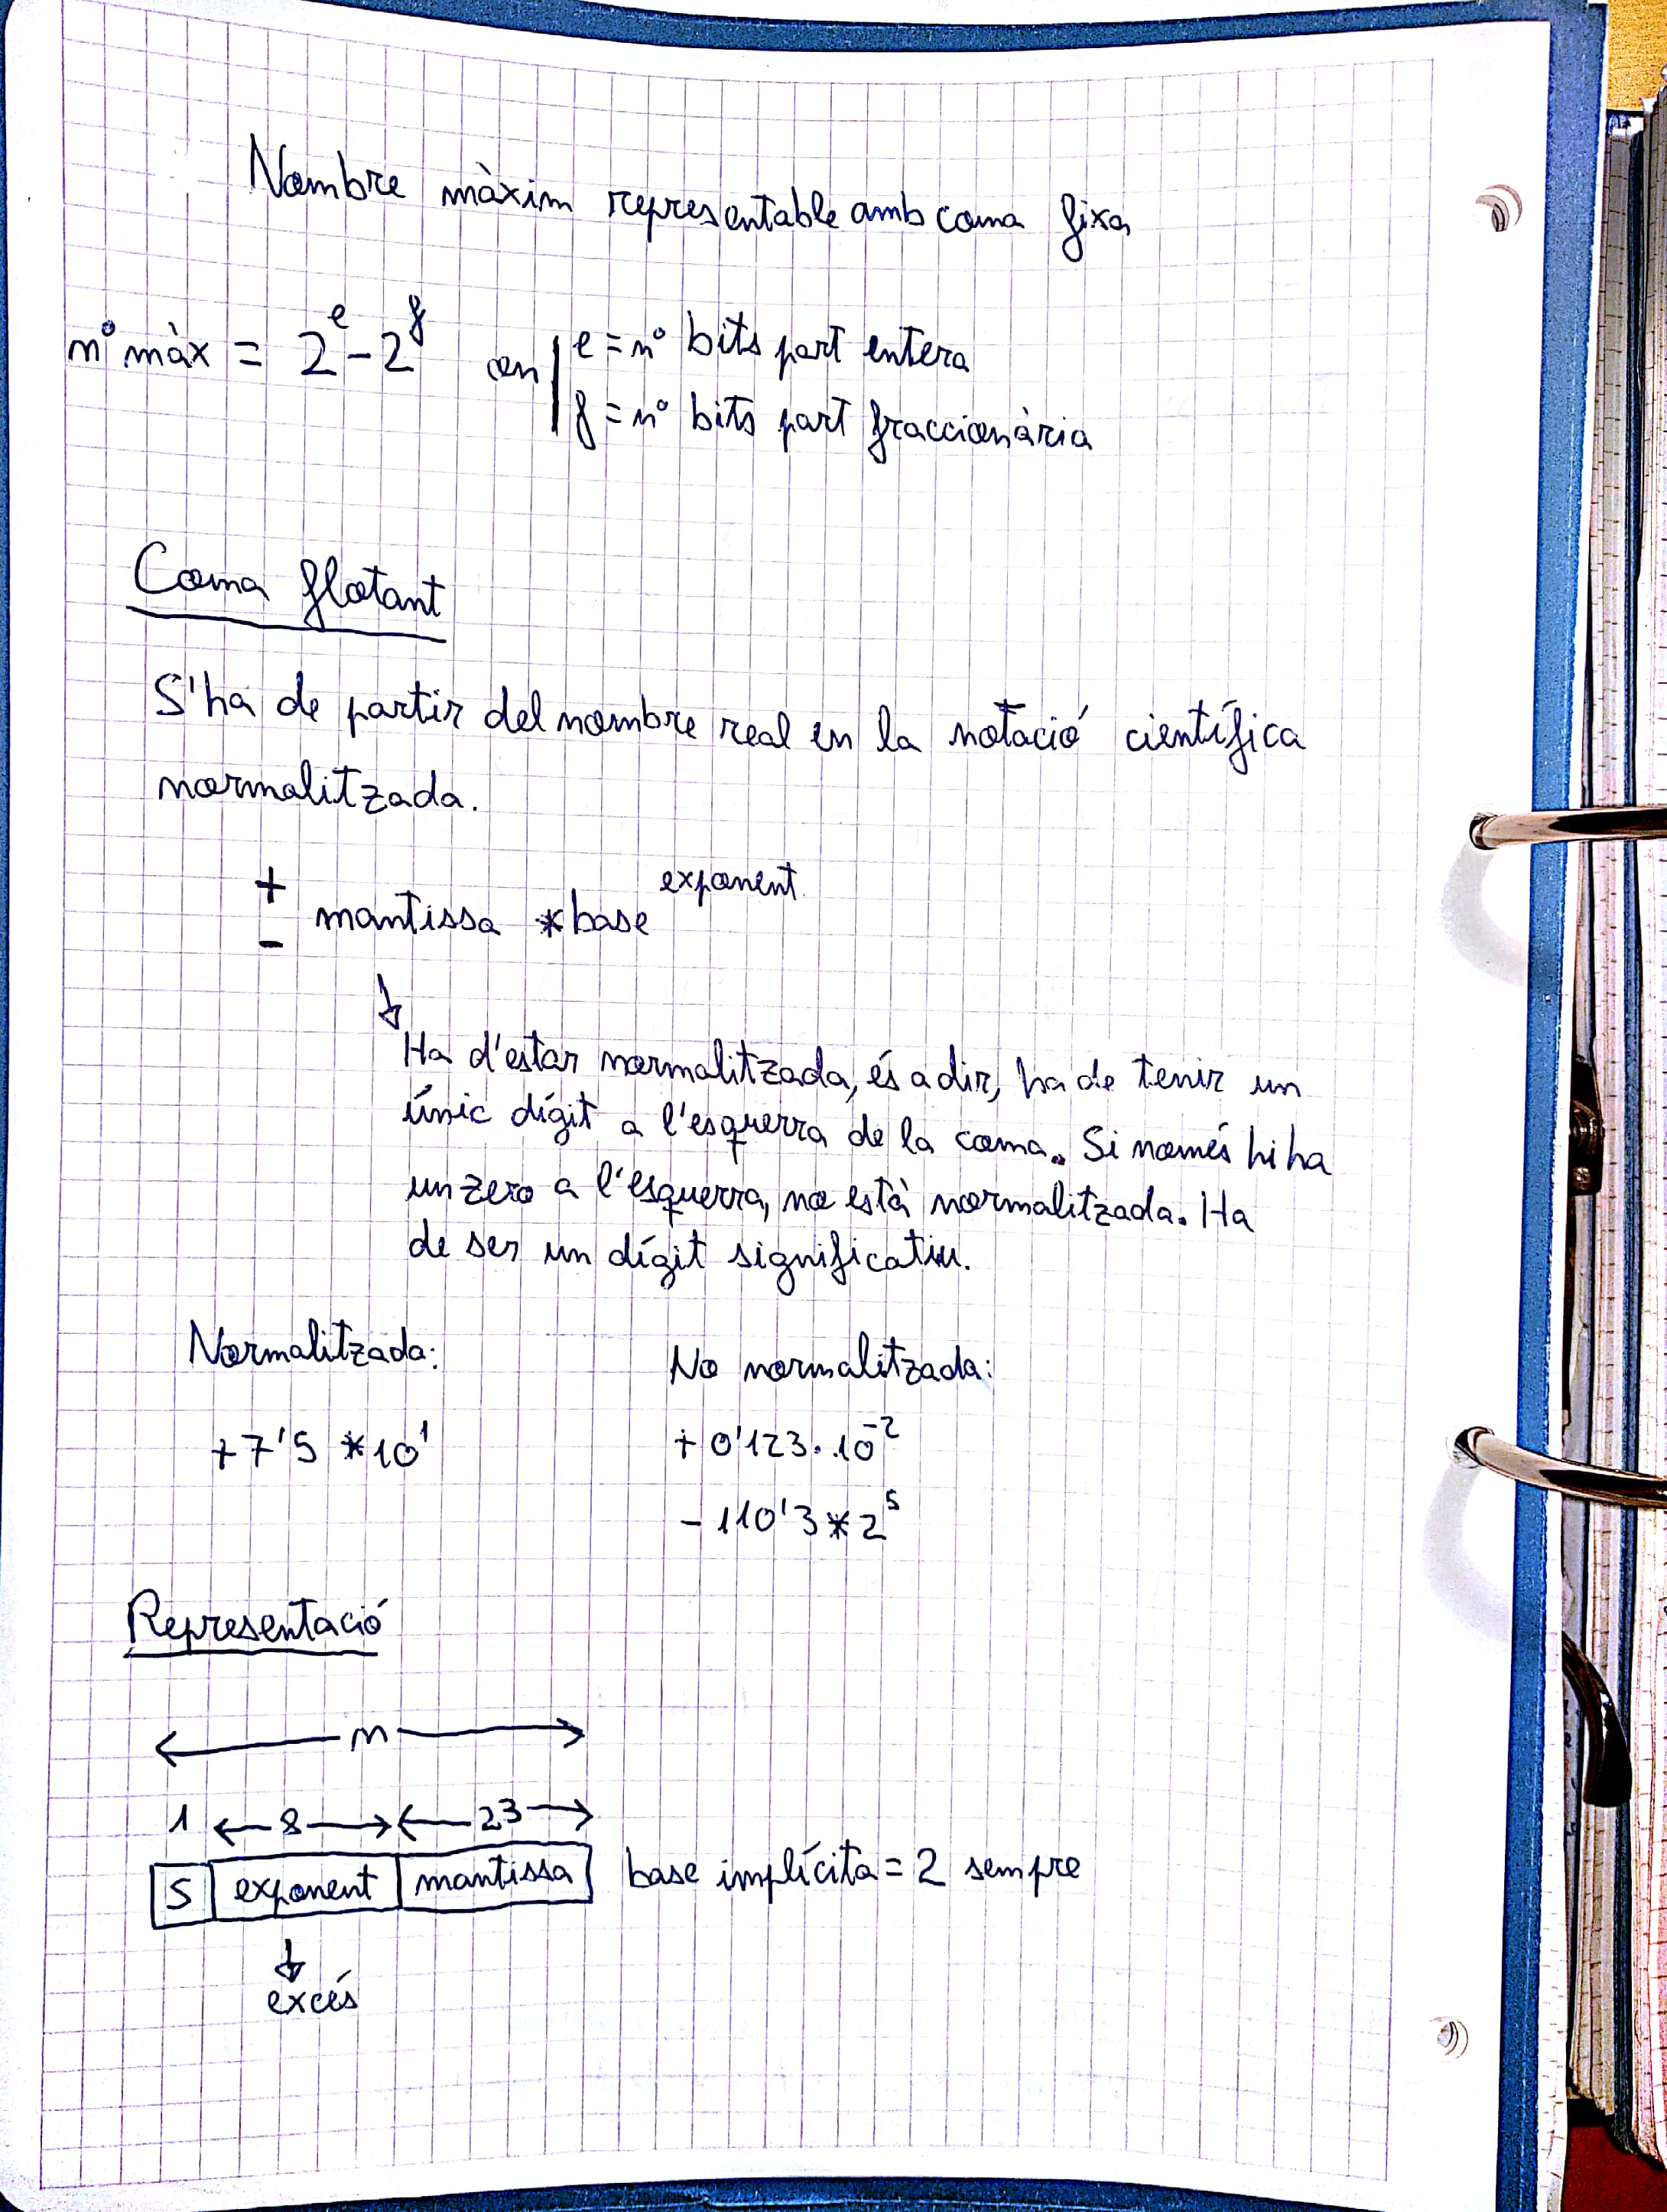 Nombre màxim representable amb coma fixa
nº màx = 2^e - 2^f on | e = nº bits part entera
f = nº bits part fraccionària
Coma flotant
S'ha de partir del nombre real en la notació científica
normalitzada.
± mantissa * base^exponent
↓
Ha d'estar normalitzada, és a dir, ha de tenir un
únic dígit a l'esquerra de la coma. Si només hi ha
un zero a l'esquerra, no està normalitzada. Ha
de ser un dígit significatiu.
Normalitzada:
+7'5 * 10^1
No normalitzada:
+0'123 · 10^-2
-110'3 * 2^5
Representació
← n →
1 ← 8 → ← 23 →
S | exponent | mantissa base implícita = 2 sempre
↓
excés